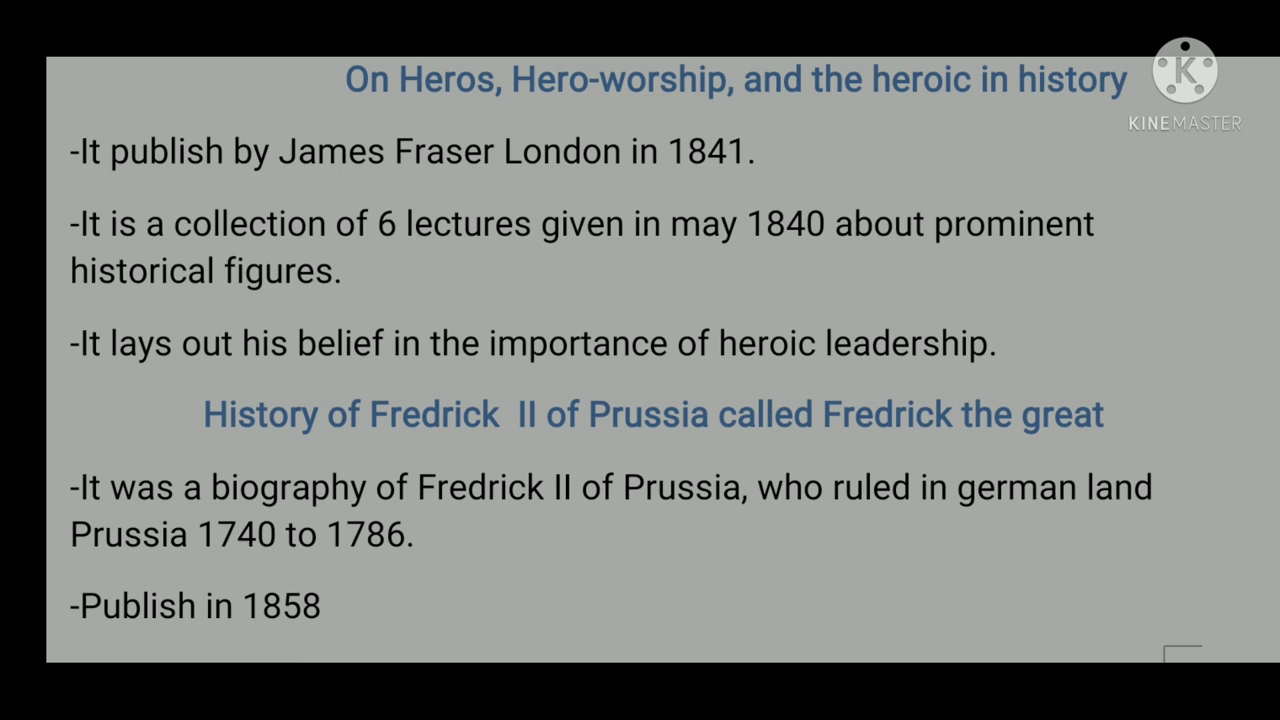 On Heros, Hero-worship, and the heroic in history
K
KINEMASTER
-It publish by James Fraser London in 1841.
-It is a collection of 6 lectures given in may 1840 about prominent
historical figures.
-It lays out his belief in the importance of heroic leadership.
History of Fredrick II of Prussia called Fredrick the great
-It was a biography of Fredrick II of Prussia, who ruled in german land
Prussia 1740 to 1786.
-Publish in 1858